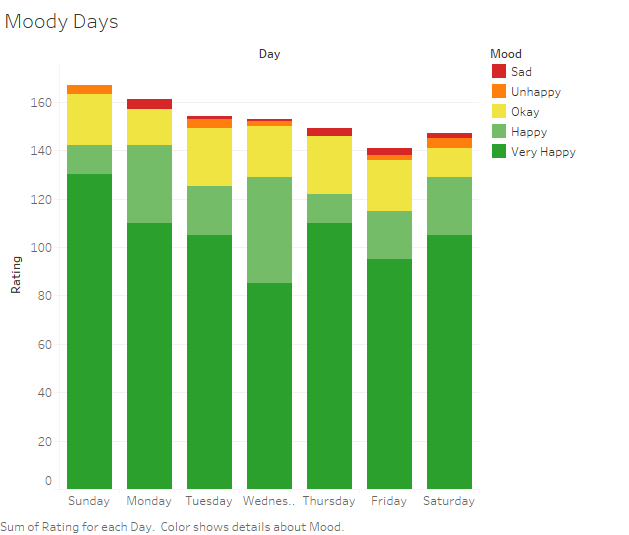 Moody Days
Day
Mood
Sad
Unhappy
Okay
Happy
Very Happy
Rating
160
140
120
100
80
60
40
20
0
Sunday Monday Tuesday Wednes.. Thursday Friday Saturday
Sum of Rating for each Day. Color shows details about Mood.